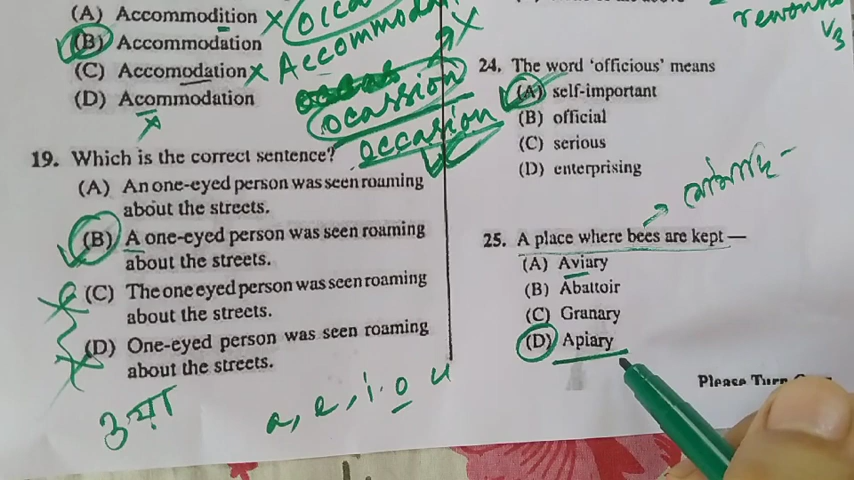 (A) Accommodition
(B) Accommodation
(C) Accomodation
(D) Acommodation
Accommoda
ocassion
occasion
19. Which is the correct sentence?
(A) An one-eyed person was seen roaming
about the streets.
(B) A one-eyed person was seen roaming
about the streets.
(C) The one eyed person was seen roaming
about the streets.
(D) One-eyed person was seen roaming
about the streets.
a, e, i. o u
V3
24. The word 'officious' means
(A) self-important
(B) official
(C) serious
(D) enterprising
25. A place where bees are kept —
(A) Aviary
(B) Abattoir
(C) Granary
(D) Apiary
Please Turn